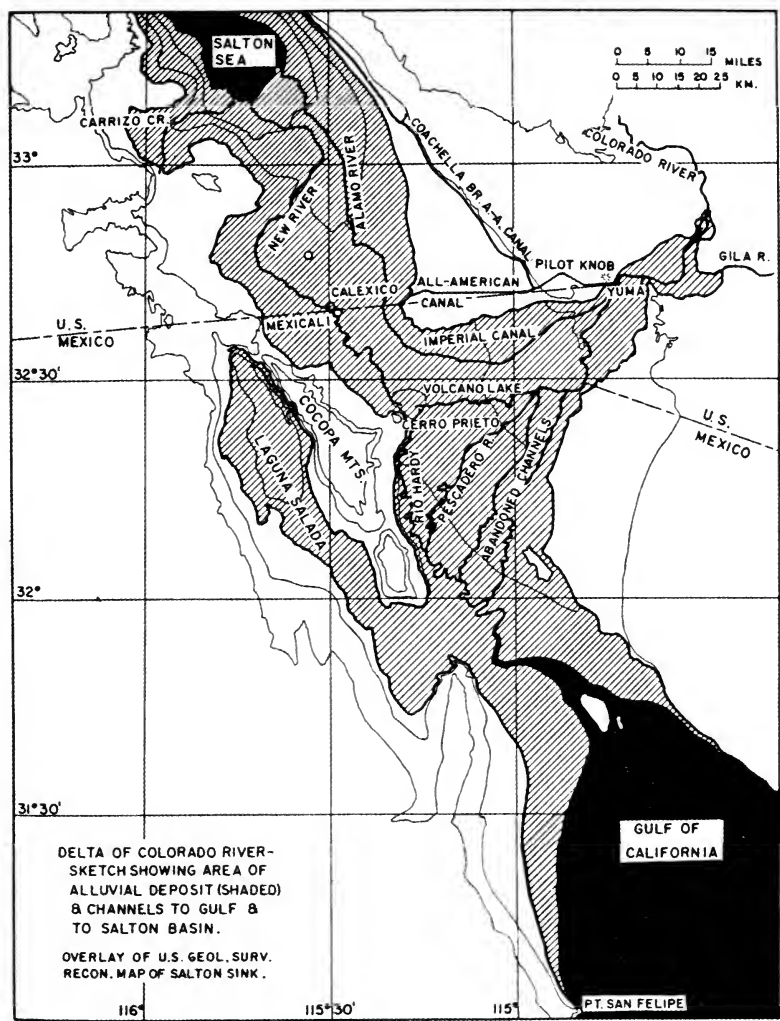 SALTON
SEA
0 5 10 15
MILES
0 5 10 15 20 25
KM.
CARRIZO CR.
COLORADO RIVER
33°
COACHELLA BR. A.-A. CANAL
ALAMO RIVER
NEW RIVER
PILOT KNOB
GILA R.
ALL-AMERICAN
CANAL
CALEXICO
YUMA
MEXICALI
U.S.
MEXICO
IMPERIAL CANAL
32°30'
VOLCANO LAKE
U.S.
MEXICO
CERRO PRIETO
COCOPA MTS.
LAGUNA SALADA
RIO HARDY
PESCADERO R.
ABANDONED CHANNELS
32°
31°30'
GULF OF
CALIFORNIA
DELTA OF COLORADO RIVER-
SKETCH SHOWING AREA OF
ALLUVIAL DEPOSIT (SHADED)
& CHANNELS TO GULF &
TO SALTON BASIN.
OVERLAY OF U.S. GEOL. SURV.
RECON. MAP OF SALTON SINK.
116°
115°30'
115°
PT. SAN FELIPE